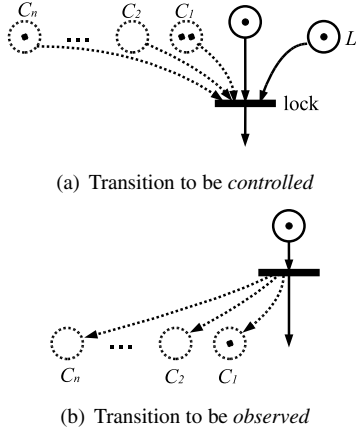 Cn ... C2 C1
L
lock
(a) Transition to be controlled
Cn ... C2 C1
(b) Transition to be observed